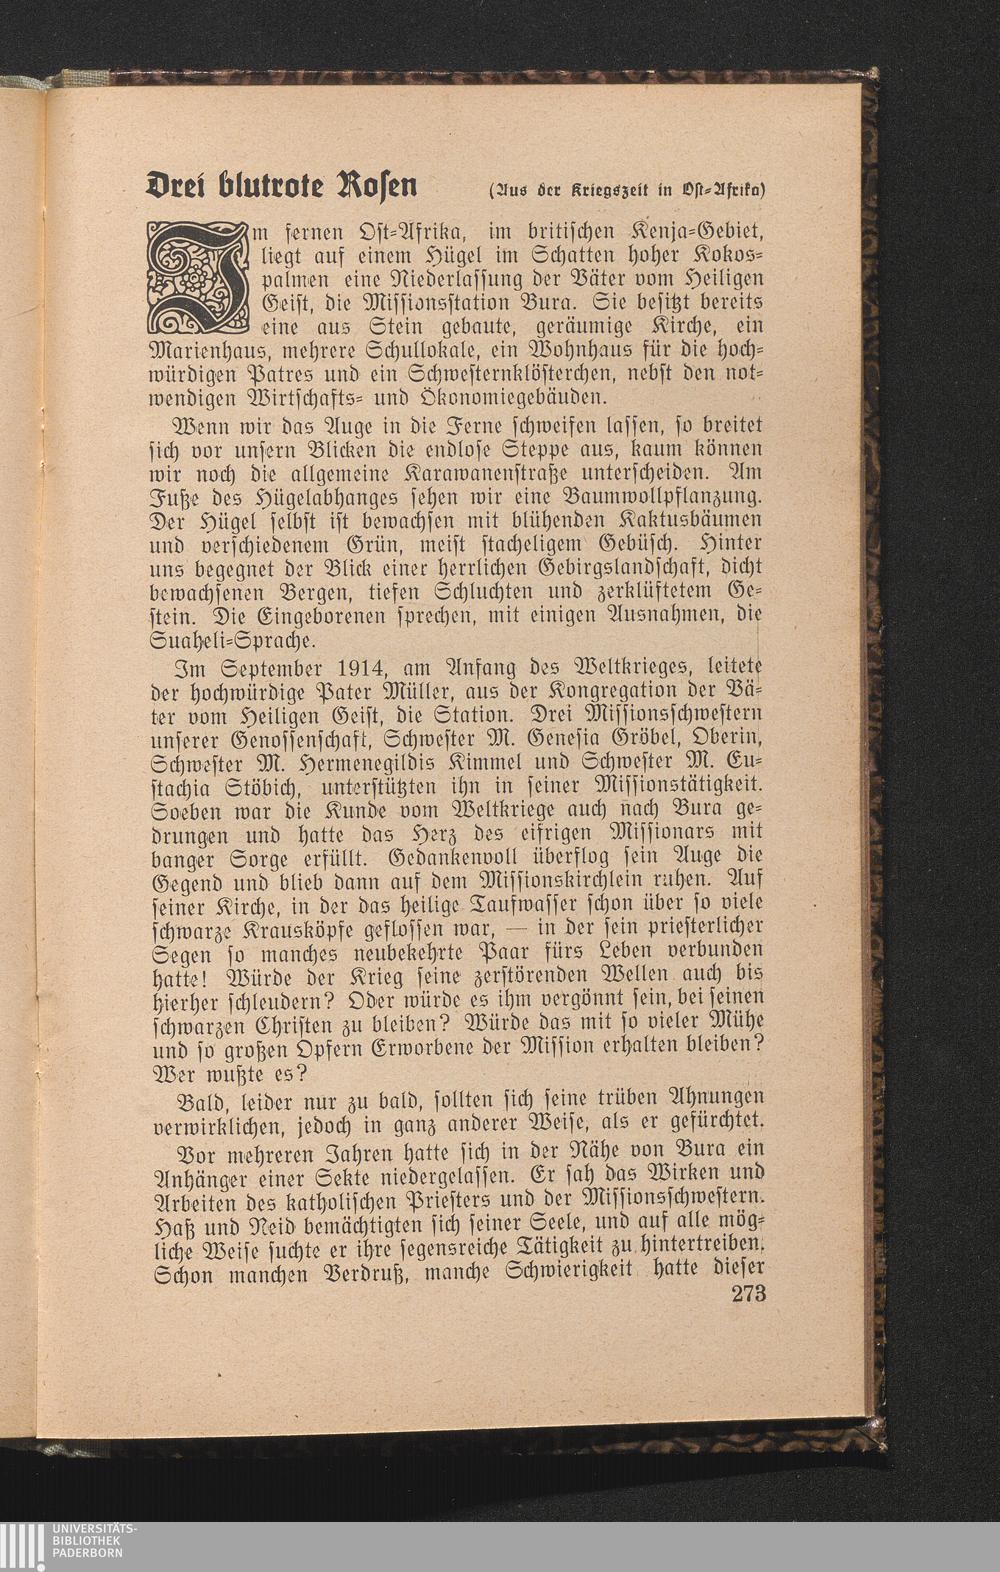 Drei blutrote Rosen (Aus der Kriegszeit in Ost-Afrika)
Im fernen Ost-Afrika, im britischen Kenja-Gebiet,
liegt auf einem Hügel im Schatten hoher Kokos-
palmen eine Niederlassung der Väter vom Heiligen
Geist, die Missionsstation Bura. Sie besitzt bereits
eine aus Stein gebaute, geräumige Kirche, ein
Marienhaus, mehrere Schullokale, ein Wohnhaus für die hoch-
würdigen Patres und ein Schwesternklösterchen, nebst den not-
wendigen Wirtschafts- und Ökonomiegebäuden.
Wenn wir das Auge in die Ferne schweifen lassen, so breitet
sich vor unsern Blicken die endlose Steppe aus, kaum können
wir noch die allgemeine Karawanenstraße unterscheiden. Am
Fuße des Hügelabhanges sehen wir eine Baumwollpflanzung.
Der Hügel selbst ist bewachsen mit blühenden Kaktusbäumen
und verschiedenem Grün, meist stacheligem Gebüsch. Hinter
uns begegnet der Blick einer herrlichen Gebirgslandschaft, dicht
bewachsenen Bergen, tiefen Schluchten und zerklüftetem Ge-
stein. Die Eingeborenen sprechen, mit einigen Ausnahmen, die
Suaheli-Sprache.
Im September 1914, am Anfang des Weltkrieges, leitete
der hochwürdige Pater Müller, aus der Kongregation der Vä-
ter vom Heiligen Geist, die Station. Drei Missionsschwestern
unserer Genossenschaft, Schwester M. Genesia Gröbel, Oberin,
Schwester M. Hermenegildis Kimmel und Schwester M. Eu-
stachia Stöbich, unterstützten ihn in seiner Missionstätigkeit.
Soeben war die Kunde vom Weltkriege auch nach Bura ge-
drungen und hatte das Herz des eifrigen Missionars mit
banger Sorge erfüllt. Gedankenvoll überflog sein Auge die
Gegend und blieb dann auf dem Missionskirchlein ruhen. Auf
seiner Kirche, in der das heilige Taufwasser schon über so viele
schwarze Krausköpfe geflossen war, — in der sein priesterlicher
Segen so manches neubekehrte Paar fürs Leben verbunden
hatte! Würde der Krieg seine zerstörenden Wellen auch bis
hierher schleudern? Oder würde es ihm vergönnt sein, bei seinen
schwarzen Christen zu bleiben? Würde das mit so vieler Mühe
und so großen Opfern Erworbene der Mission erhalten bleiben?
Wer wußte es?
Bald, leider nur zu bald, sollten sich seine trüben Ahnungen
verwirklichen, jedoch in ganz anderer Weise, als er gefürchtet.
Vor mehreren Jahren hatte sich in der Nähe von Bura ein
Anhänger einer Sekte niedergelassen. Er sah das Wirken und
Arbeiten des katholischen Priesters und der Missionsschwestern.
Haß und Neid bemächtigten sich seiner Seele, und auf alle mög-
liche Weise suchte er ihre segensreiche Tätigkeit zu hintertreiben.
Schon manchen Verdruß, manche Schwierigkeit hatte dieser
273
UNIVERSITÄTS-
BIBLIOTHEK
PADERBORN